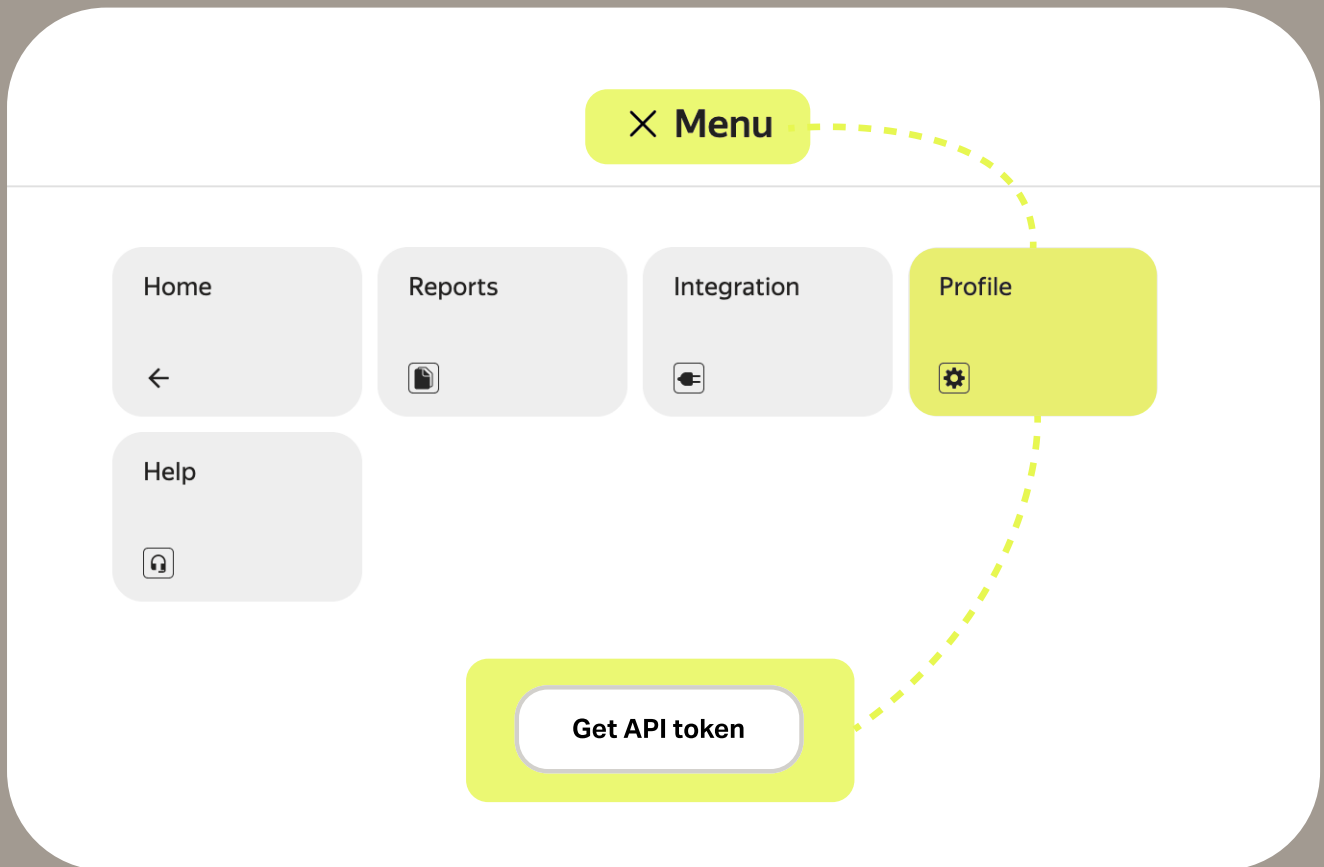 Menu
Home
Reports
Integration
Profile
Help
Get API token